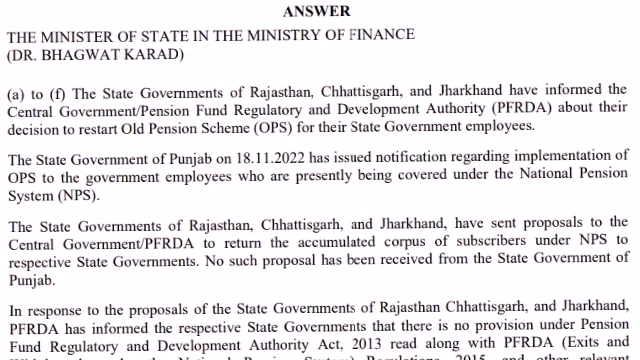 ANSWER
THE MINISTER OF STATE IN THE MINISTRY OF FINANCE
(DR. BHAGWAT KARAD)
(a) to (f) The State Governments of Rajasthan, Chhattisgarh, and Jharkhand have informed the
Central Government/Pension Fund Regulatory and Development Authority (PFRDA) about their
decision to restart Old Pension Scheme (OPS) for their State Government employees.
The State Government of Punjab on 18.11.2022 has issued notification regarding implementation of
OPS to the government employees who are presently being covered under the National Pension
System (NPS).
The State Governments of Rajasthan, Chhattisgarh, and Jharkhand, have sent proposals to the
Central Government/PFRDA to return the accumulated corpus of subscribers under NPS to
respective State Governments. No such proposal has been received from the State Government of
Punjab.
In response to the proposals of the State Governments of Rajasthan Chhattisgarh, and Jharkhand,
PFRDA has informed the respective State Governments that there is no provision under Pension
Fund Regulatory and Development Authority Act, 2013 read along with PFRDA (Exits and